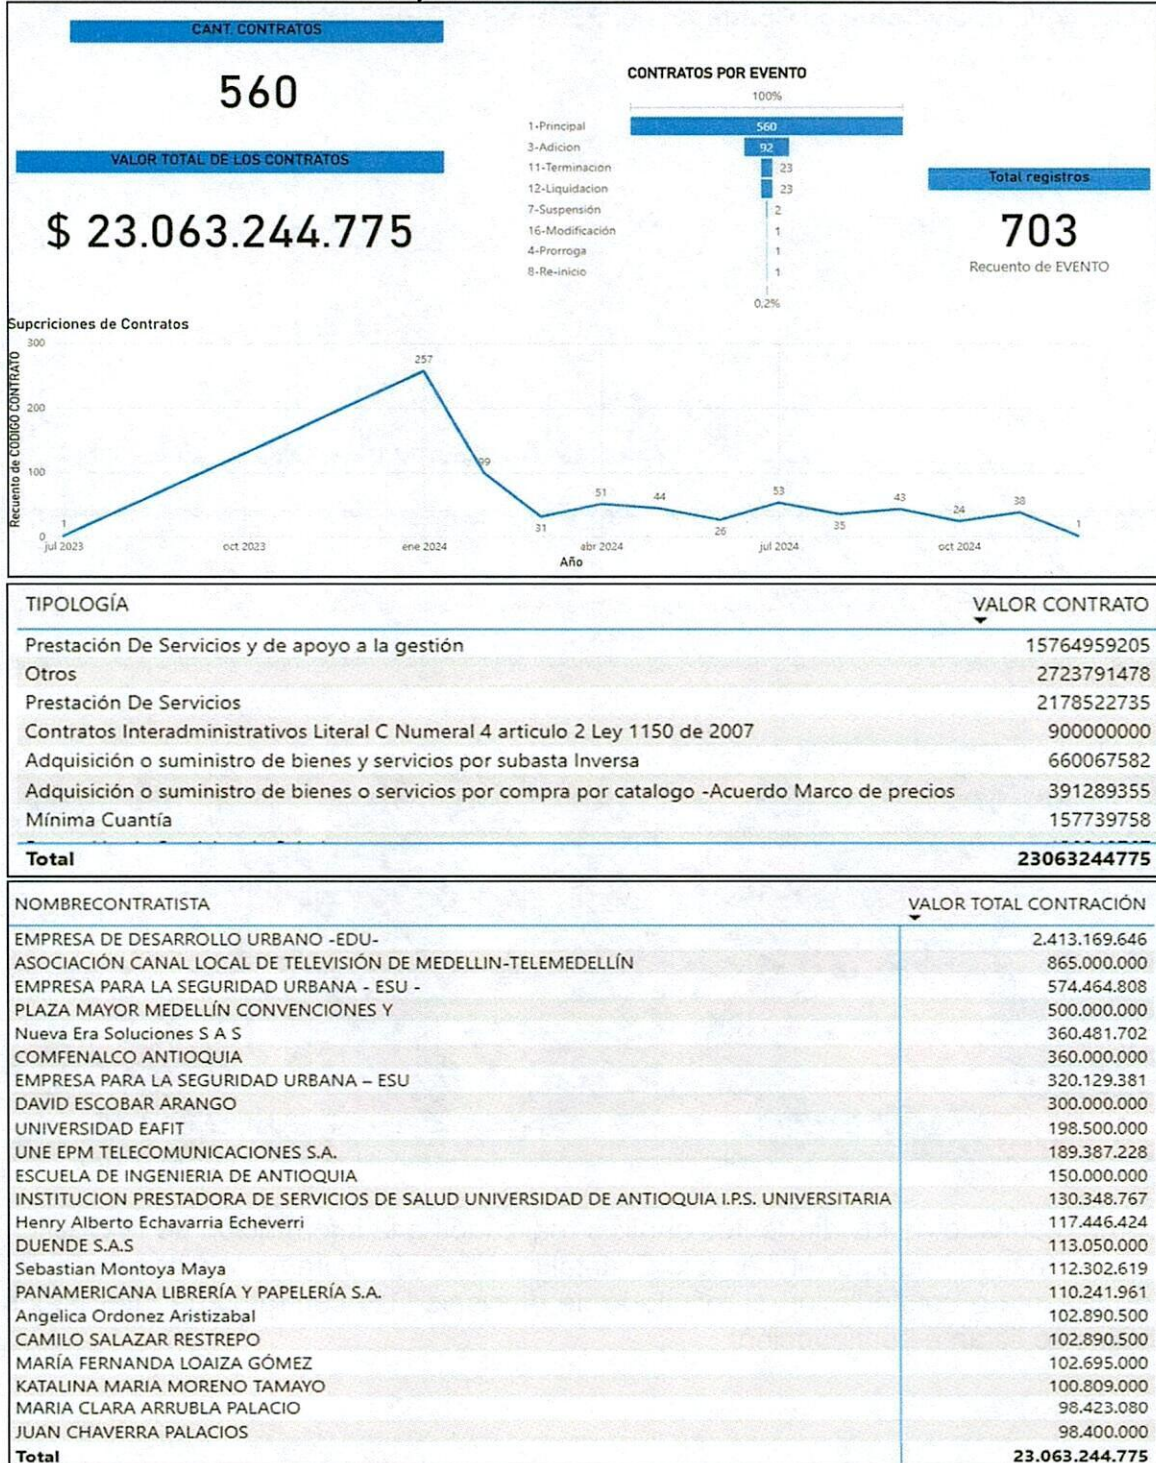 CANT. CONTRATOS
560
VALOR TOTAL DE LOS CONTRATOS
$ 23.063.244.775
CONTRATOS POR EVENTO
100%
1-Principal 560
3-Adicion 92
11-Terminacion 23
12-Liquidacion 23
7-Suspensión 2
16-Modificación 1
4-Prorroga 1
8-Re-inicio 1
0,2%
Total registros
703
Recuento de EVENTO
Supcriciones de Contratos
Recuento de CODIGO CONTRATO
300
200
100
0
1
257
99
31
51
44
26
53
35
43
24
38
1
jul 2023 oct 2023 ene 2024 abr 2024 jul 2024 oct 2024
Año
TIPOLOGÍA VALOR CONTRATO
Prestación De Servicios y de apoyo a la gestión 15764959205
Otros 2723791478
Prestación De Servicios 2178522735
Contratos Interadministrativos Literal C Numeral 4 articulo 2 Ley 1150 de 2007 900000000
Adquisición o suministro de bienes y servicios por subasta Inversa 660067582
Adquisición o suministro de bienes o servicios por compra por catalogo -Acuerdo Marco de precios 391289355
Mínima Cuantía 157739758
Total 23063244775
NOMBRECONTRATISTA VALOR TOTAL CONTRACIÓN
EMPRESA DE DESARROLLO URBANO -EDU- 2.413.169.646
ASOCIACIÓN CANAL LOCAL DE TELEVISIÓN DE MEDELLIN-TELEMEDELLÍN 865.000.000
EMPRESA PARA LA SEGURIDAD URBANA - ESU - 574.464.808
PLAZA MAYOR MEDELLÍN CONVENCIONES Y 500.000.000
Nueva Era Soluciones S A S 360.481.702
COMFENALCO ANTIOQUIA 360.000.000
EMPRESA PARA LA SEGURIDAD URBANA – ESU 320.129.381
DAVID ESCOBAR ARANGO 300.000.000
UNIVERSIDAD EAFIT 198.500.000
UNE EPM TELECOMUNICACIONES S.A. 189.387.228
ESCUELA DE INGENIERIA DE ANTIOQUIA 150.000.000
INSTITUCION PRESTADORA DE SERVICIOS DE SALUD UNIVERSIDAD DE ANTIOQUIA I.P.S. UNIVERSITARIA 130.348.767
Henry Alberto Echavarria Echeverri 117.446.424
DUENDE S.A.S 113.050.000
Sebastian Montoya Maya 112.302.619
PANAMERICANA LIBRERÍA Y PAPELERÍA S.A. 110.241.961
Angelica Ordonez Aristizabal 102.890.500
CAMILO SALAZAR RESTREPO 102.890.500
MARÍA FERNANDA LOAIZA GÓMEZ 102.695.000
KATALINA MARIA MORENO TAMAYO 100.809.000
MARIA CLARA ARRUBLA PALACIO 98.423.080
JUAN CHAVERRA PALACIOS 98.400.000
Total 23.063.244.775